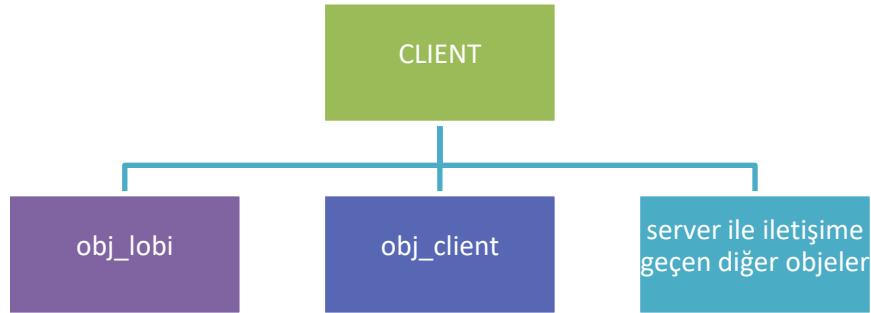 CLIENT
obj_lobi
obj_client
server ile iletişime
geçen diğer objeler